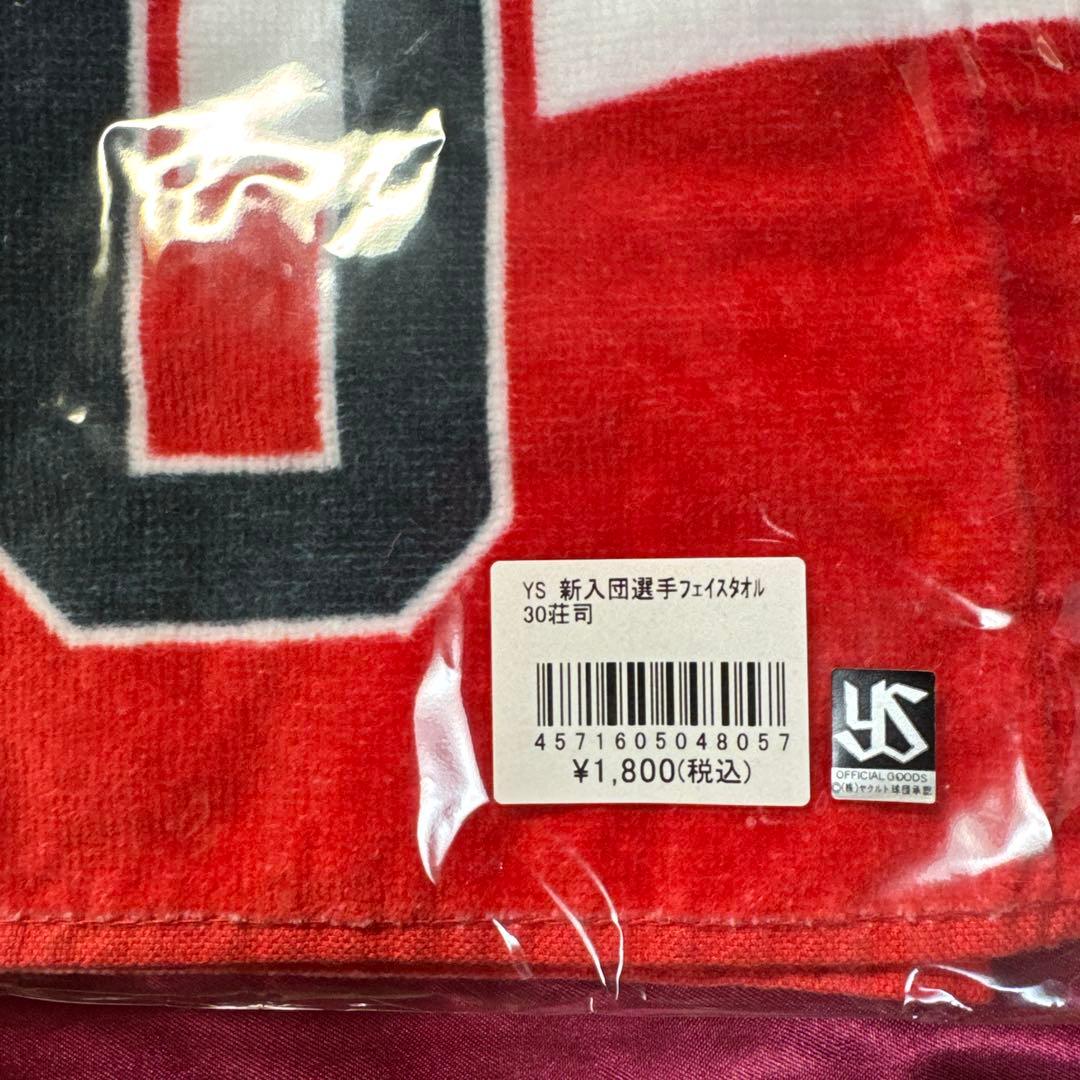 0
YS 新入団選手ﾌｪｲｽﾀｵﾙ
30荘司
4571605048057
¥1,800(税込)
YS
OFFICIAL GOODS
©(株)ヤクルト球団承認